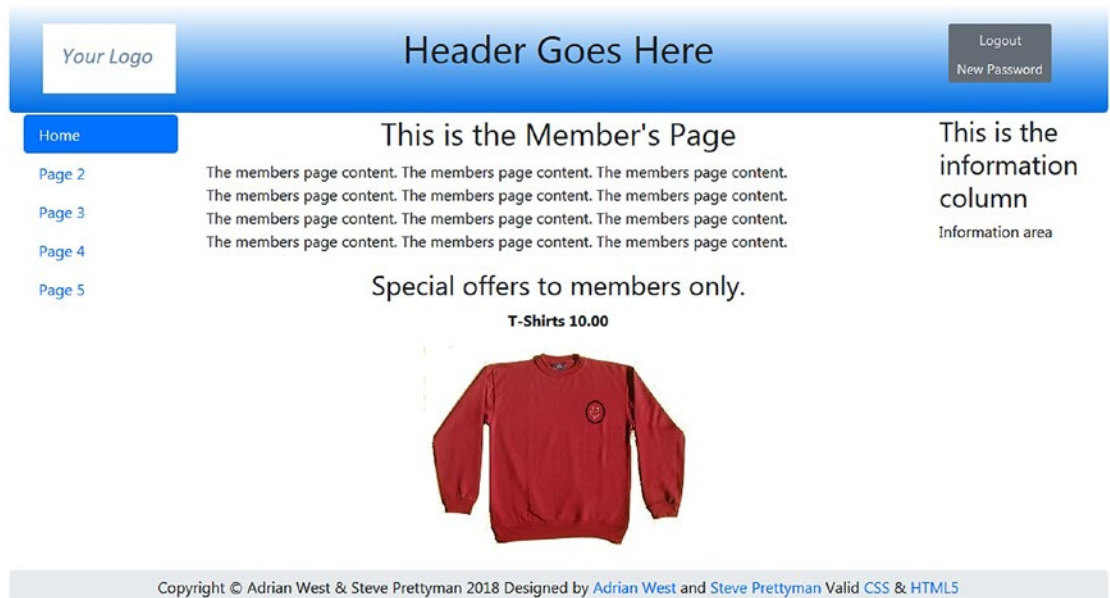 Your Logo
Header Goes Here
Logout
New Password
Home
Page 2
Page 3
Page 4
Page 5
This is the Member's Page
The members page content. The members page content. The members page content.
The members page content. The members page content. The members page content.
The members page content. The members page content. The members page content.
The members page content. The members page content. The members page content.
Special offers to members only.
T-Shirts 10.00
This is the
information
column
Information area
Copyright © Adrian West & Steve Prettyman 2018 Designed by Adrian West and Steve Prettyman Valid CSS & HTML5